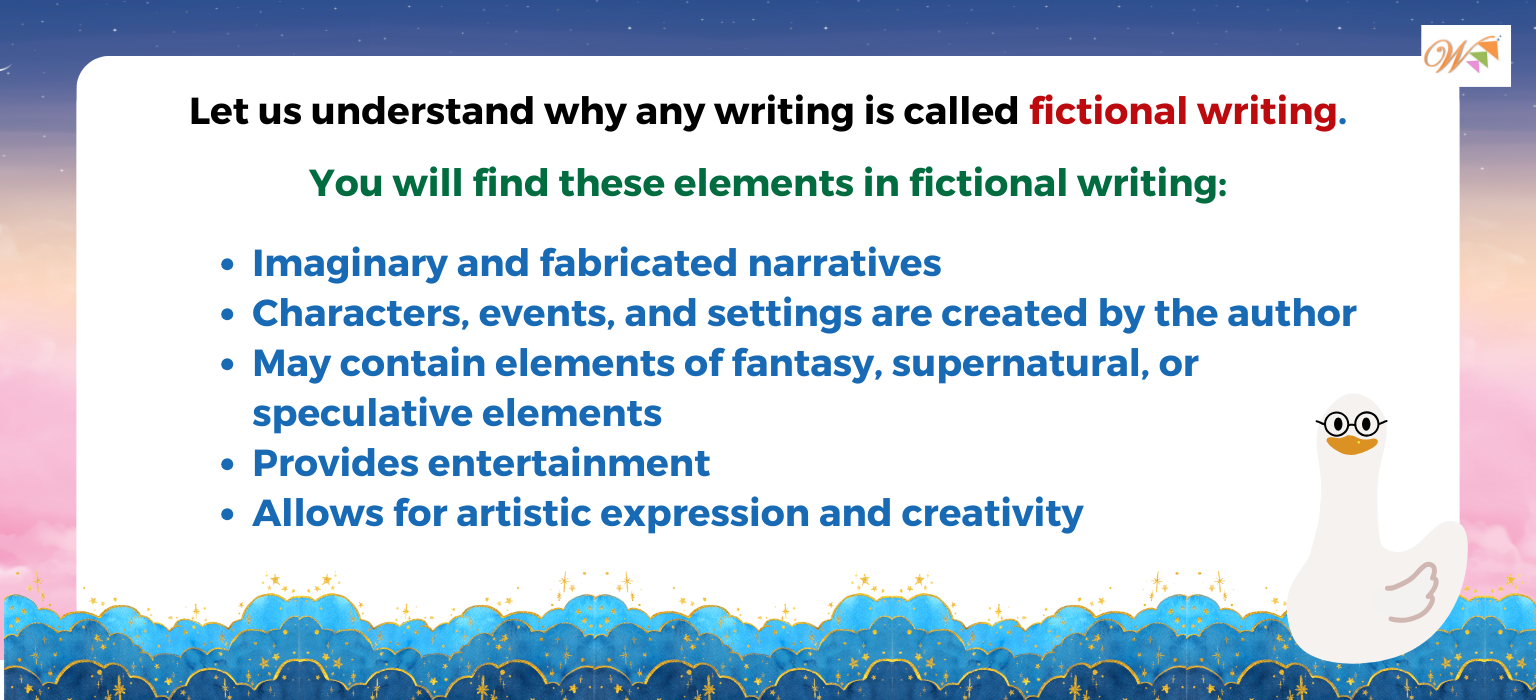 W
Let us understand why any writing is called fictional writing.
You will find these elements in fictional writing:
• Imaginary and fabricated narratives
• Characters, events, and settings are created by the author
• May contain elements of fantasy, supernatural, or
speculative elements
• Provides entertainment
• Allows for artistic expression and creativity